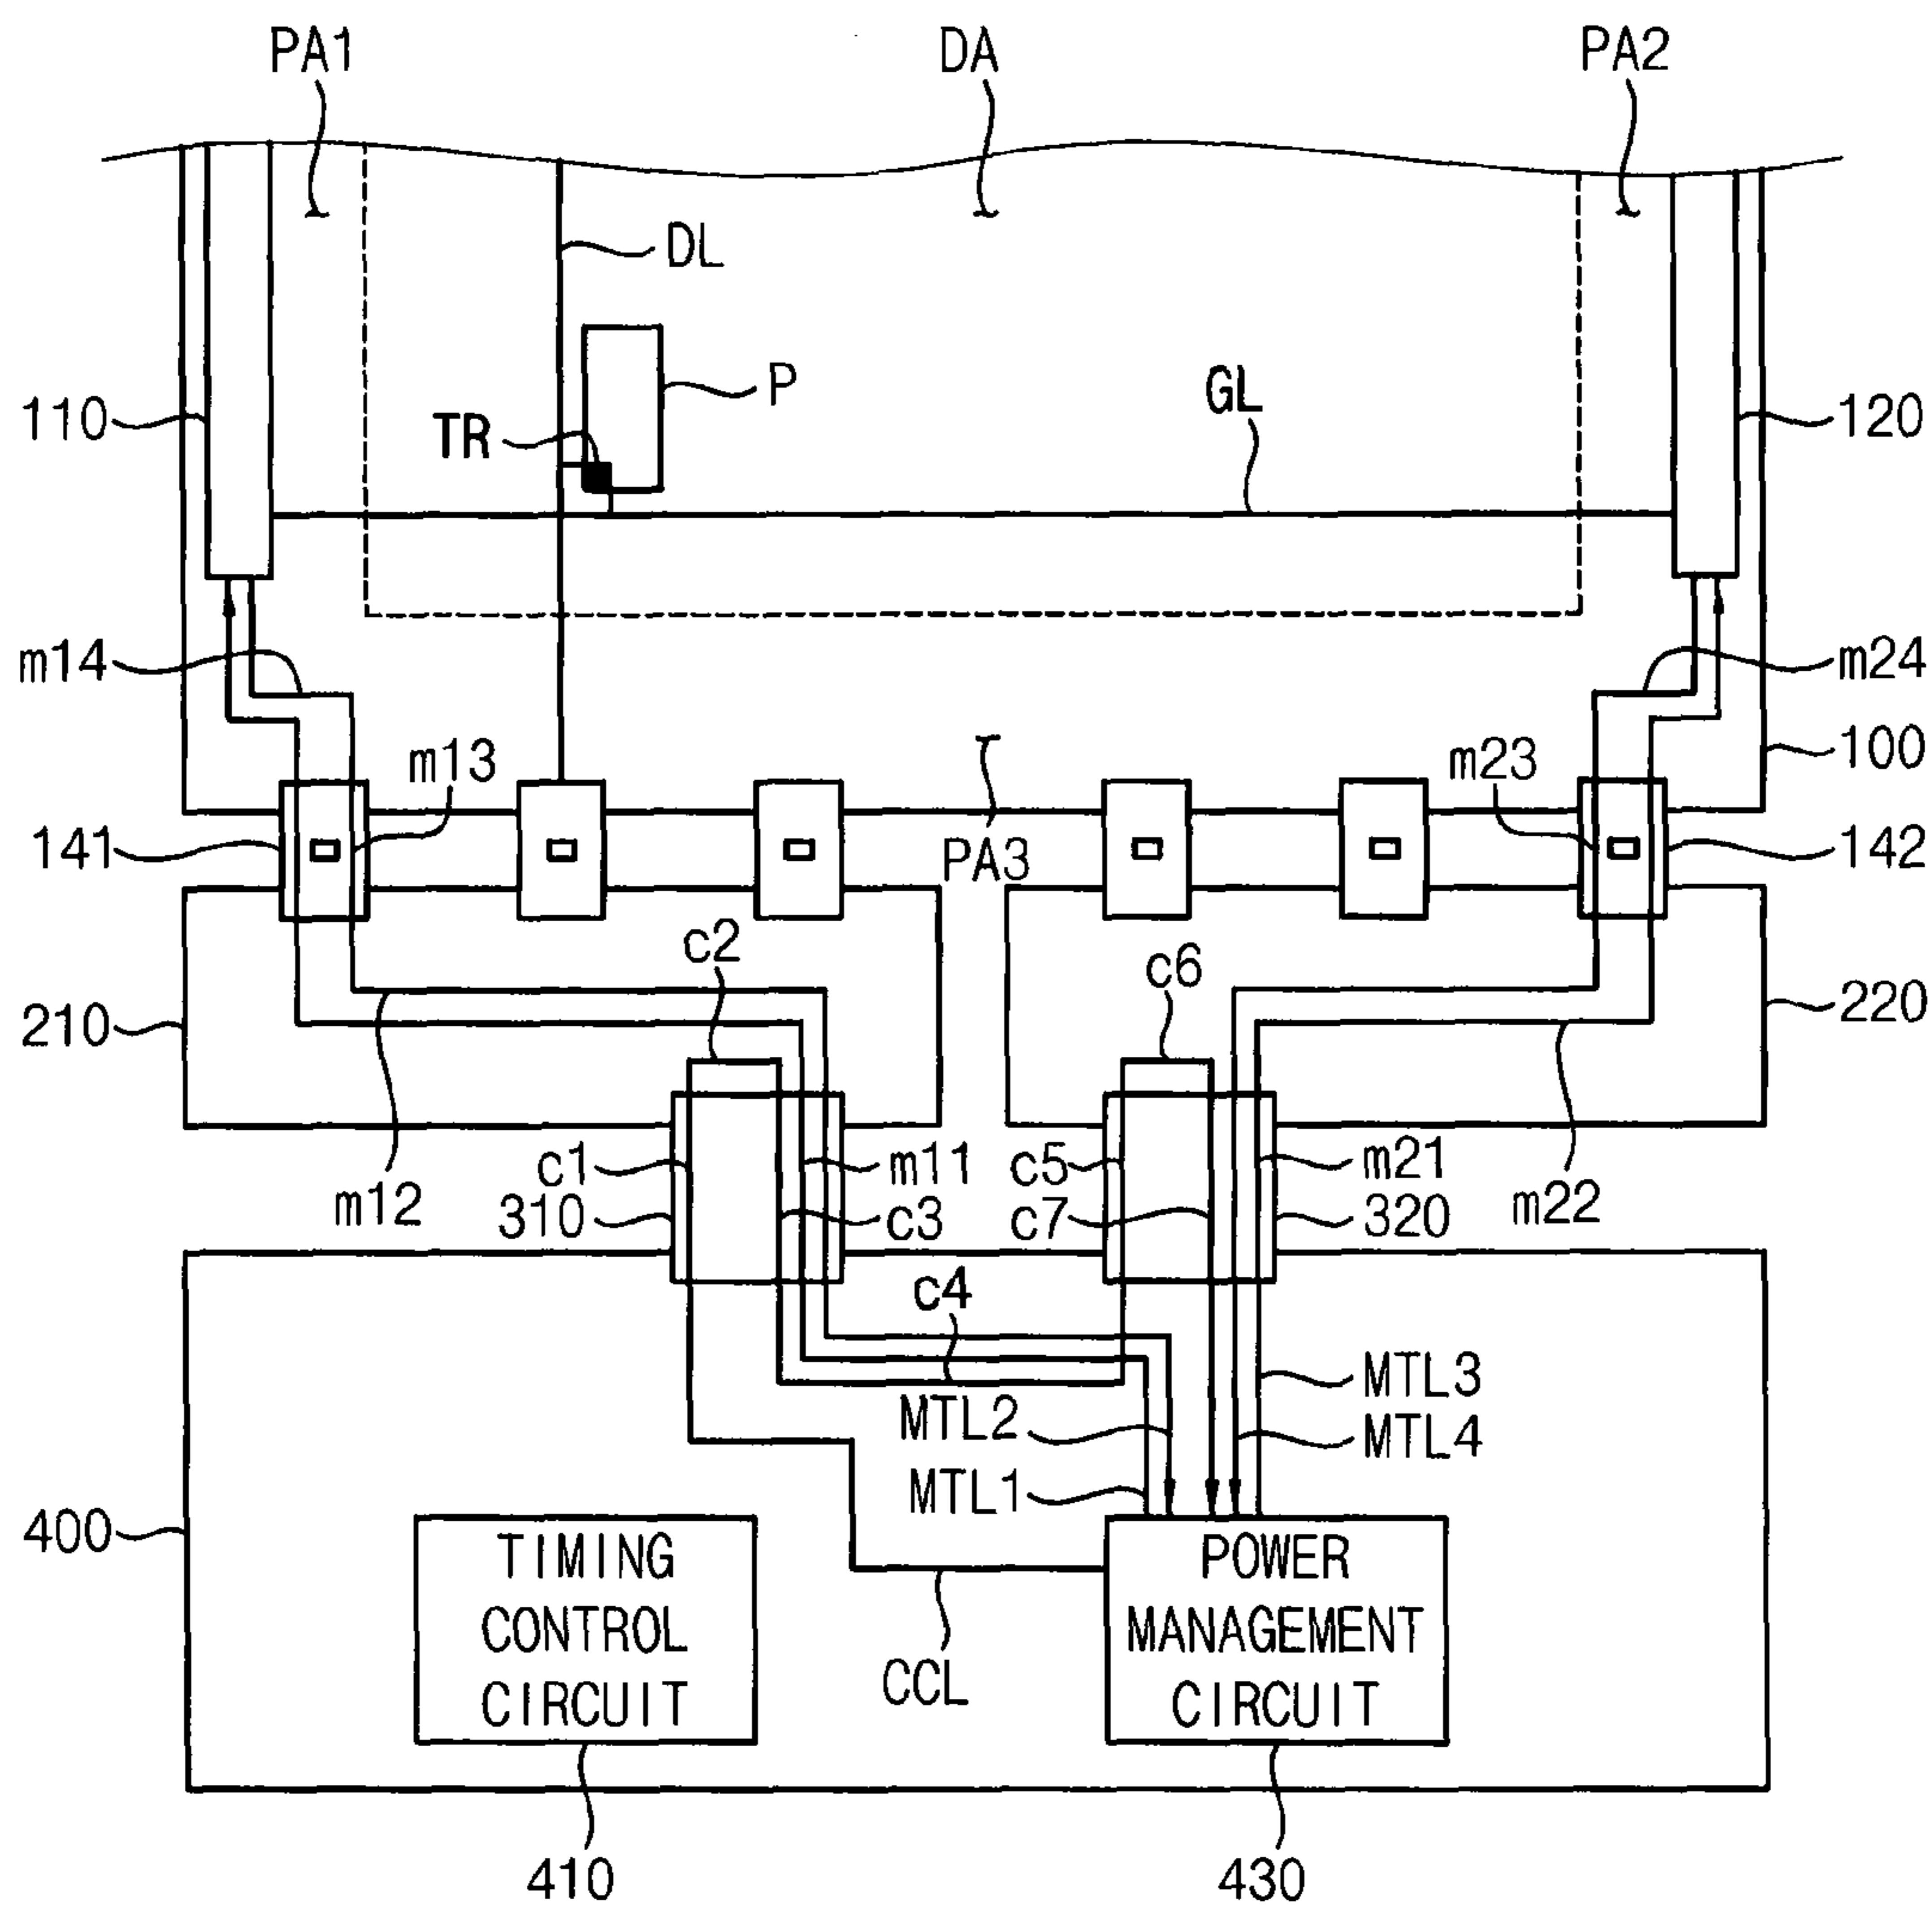 PA1 DA PA2
DL
P
GL
TR
110
120
m14
m24
m13
m23
100
141
PA3
142
c2
c6
210
220
c1
m11
c5
m21
m12
310
c3
c7
320
m22
c4
MTL3
MTL2
MTL4
MTL1
400
TIMING
CONTROL
CIRCUIT
POWER
MANAGEMENT
CIRCUIT
CCL
410
430